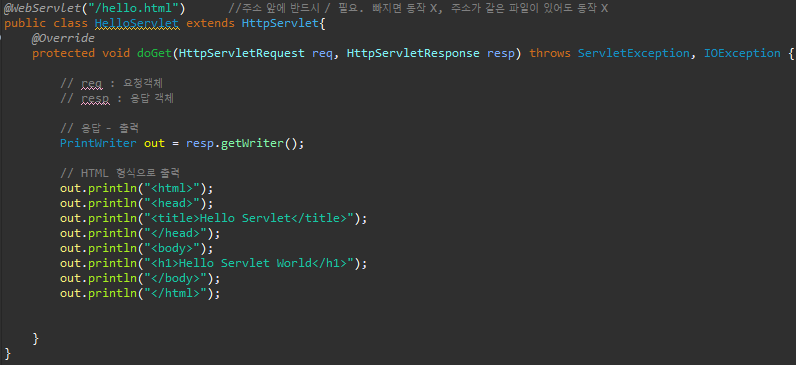 @WebServlet("/hello.html")		//주소 앞에 반드시 / 필요. 빠지면 동작 X, 주소가 같은 파일이 있어도 동작 X
public class HelloServlet extends HttpServlet{
	@Override
	protected void doGet(HttpServletRequest req, HttpServletResponse resp) throws ServletException, IOException {
		// req : 요청객체
		// resp : 응답 객체
		// 응답 - 출력
		PrintWriter out = resp.getWriter();
		// HTML 형식으로 출력
		out.println("<html>");
		out.println("<head>");
		out.println("<title>Hello Servlet</title>");
		out.println("</head>");
		out.println("<body>");
		out.println("<h1>Hello Servlet World</h1>");
		out.println("</body>");
		out.println("</html>");
	}
}